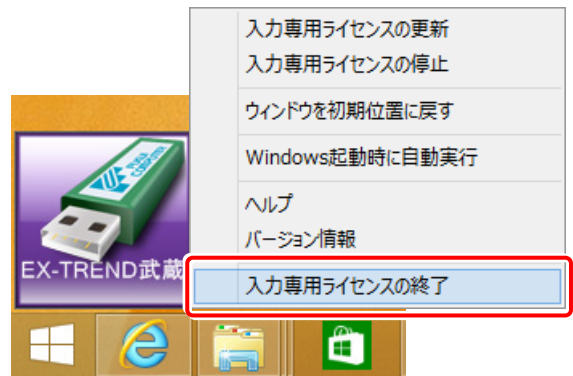 入力専用ライセンスの更新
入力専用ライセンスの停止
ウィンドウを初期位置に戻す
Windows起動時に自動実行
ヘルプ
バージョン情報
入力専用ライセンスの終了
FUKUI
COMPUTER
EX-TREND武蔵